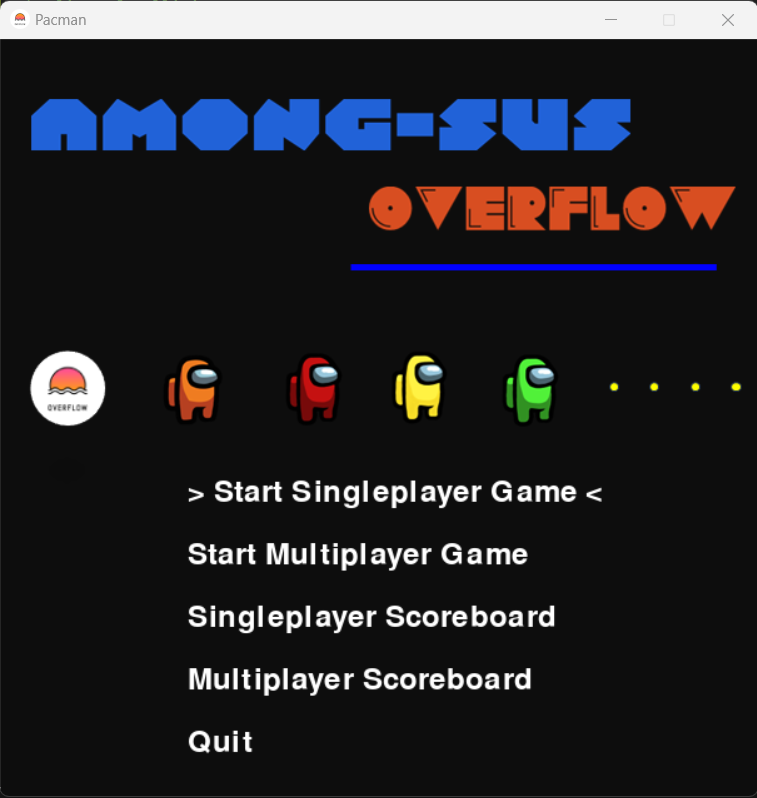 Pacman
AMONG-SUS
OVERFLOW
OVERFLOW
> Start Singleplayer Game <
Start Multiplayer Game
Singleplayer Scoreboard
Multiplayer Scoreboard
Quit